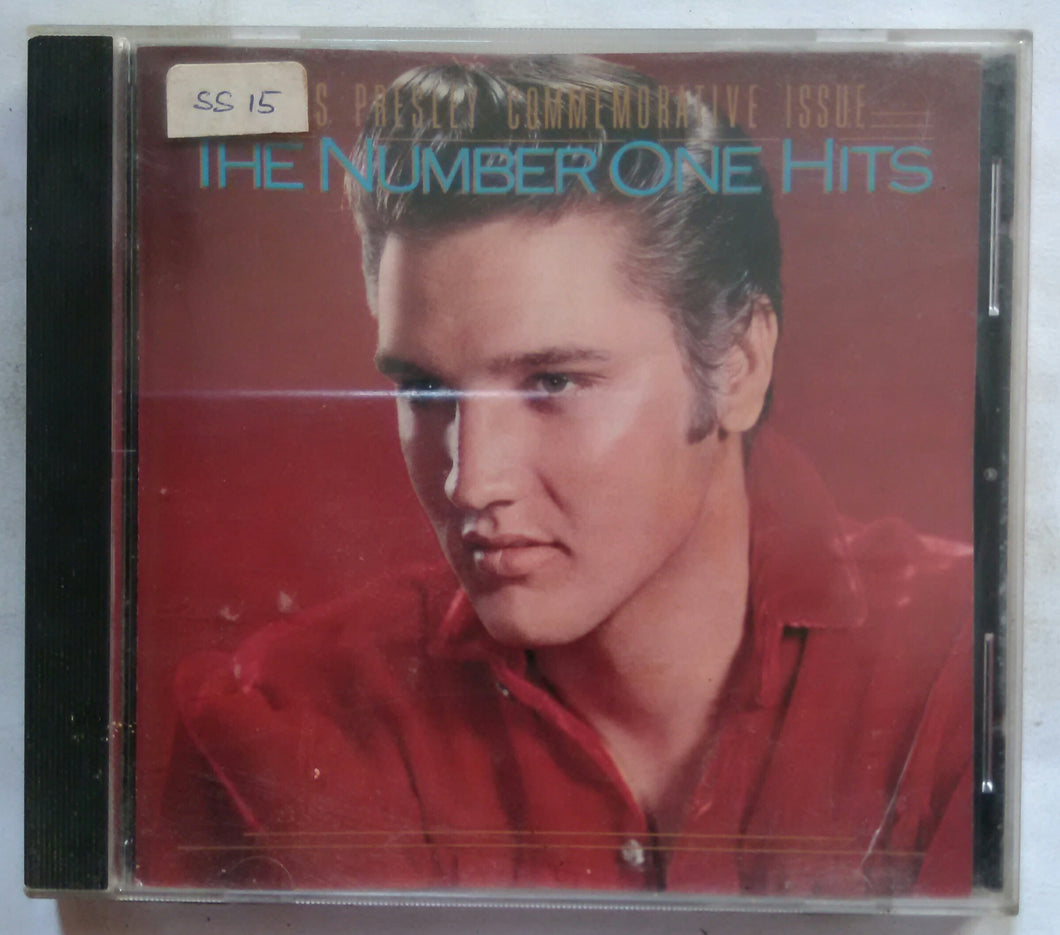 SS 15
S PRESLEY COMMEMORATIVE ISSUE
THE NUMBER ONE HITS